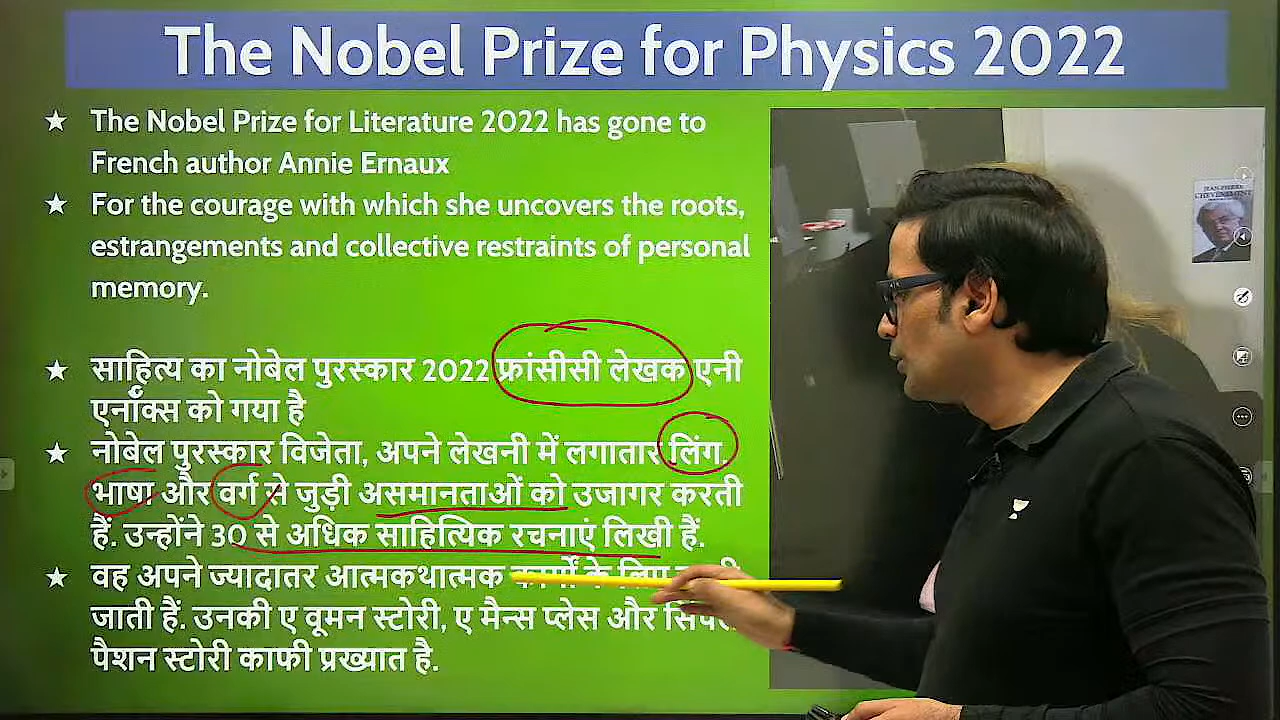 The Nobel Prize for Physics 2022
★ The Nobel Prize for Literature 2022 has gone to
French author Annie Ernaux
★ For the courage with which she uncovers the roots,
estrangements and collective restraints of personal
memory.
★ साहित्य का नोबेल पुरस्कार 2022 फ्रांसीसी लेखक एनी
एर्नॉक्स को गया है
★ नोबेल पुरस्कार विजेता, अपने लेखनी में लगातार लिंग.
भाषा और वर्ग से जुड़ी असमानताओं को उजागर करती
हैं. उन्होंने 30 से अधिक साहित्यिक रचनाएं लिखी हैं.
★ वह अपने ज्यादातर आत्मकथात्मक कार्यों के लिए
जाती हैं. उनकी ए वूमन स्टोरी, ए मैन्स प्लेस और
पैशन स्टोरी काफी प्रख्यात है.
JEAN-PIERRE
CHEVÈNEMENT